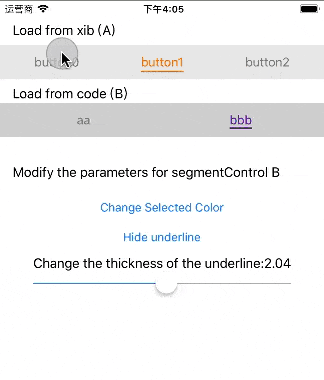 运营商 下午4:05
Load from xib (A)
button0 button1 button2
Load from code (B)
aa bbb
Modify the parameters for segmentControl B
Change Selected Color
Hide underline
Change the thickness of the underline:2.04